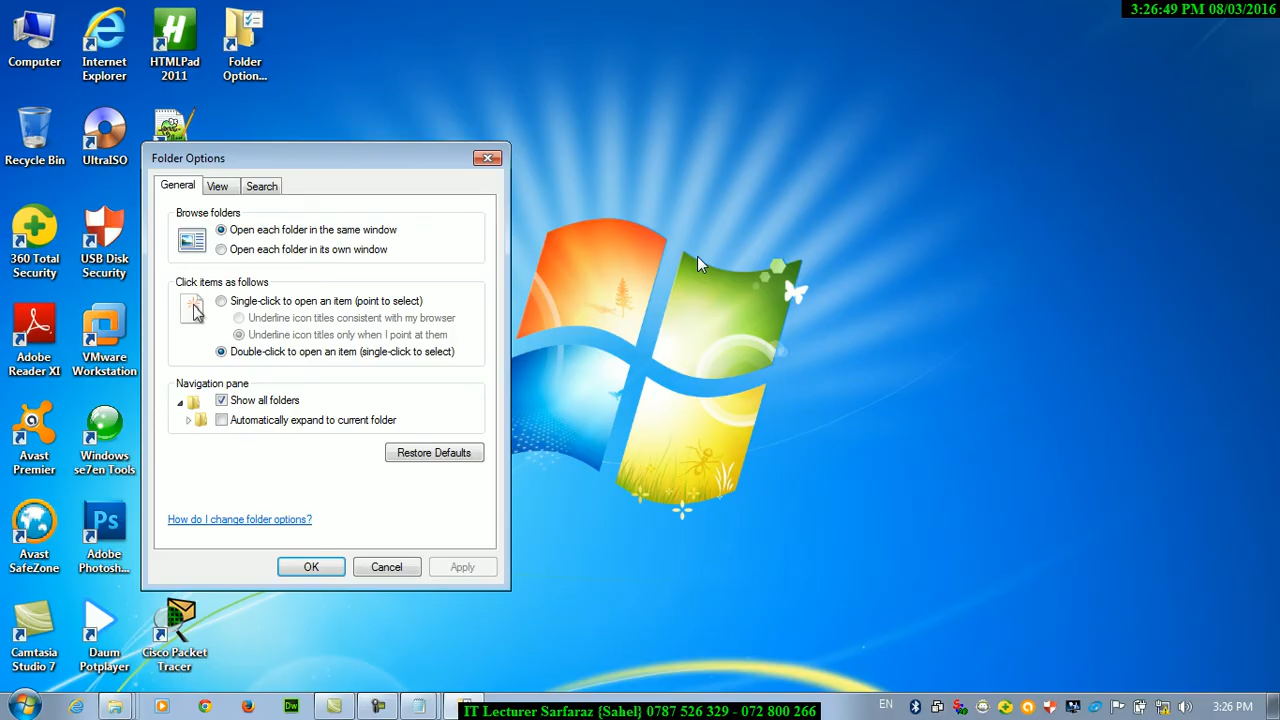 3:26:49 PM 08/03/2016
Computer
Internet
Explorer
HTMLPad
2011
Folder
Option...
Recycle Bin
UltraISO
360 Total
Security
USB Disk
Security
Adobe
Reader XI
VMware
Workstation
Avast
Premier
Windows
se7en Tools
Avast
SafeZone
Ps
Adobe
Photosh...
Camtasia
Studio 7
Daum
Potplayer
Cisco Packet
Tracer
Folder Options
General
View
Search
Browse folders
Open each folder in the same window
Open each folder in its own window
Click items as follows
Single-click to open an item (point to select)
Underline icon titles consistent with my browser
Underline icon titles only when I point at them
Double-click to open an item (single-click to select)
Navigation pane
Show all folders
Automatically expand to current folder
Restore Defaults
How do I change folder options?
OK
Cancel
Apply
Dw
IT Lecturer Sarfaraz {Sahel} 0787 526 329 - 072 800 266
EN
3:26 PM